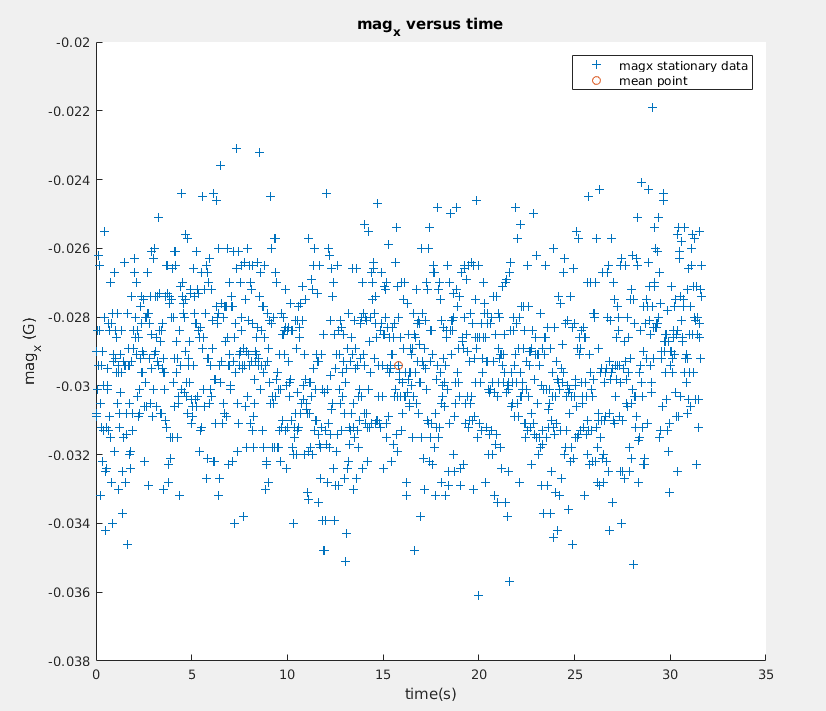 mag_x versus time
magx stationary data
mean point
mag_x (G)
-0.02
-0.022
-0.024
-0.026
-0.028
-0.03
-0.032
-0.034
-0.036
-0.038
0 5 10 15 20 25 30 35
time(s)